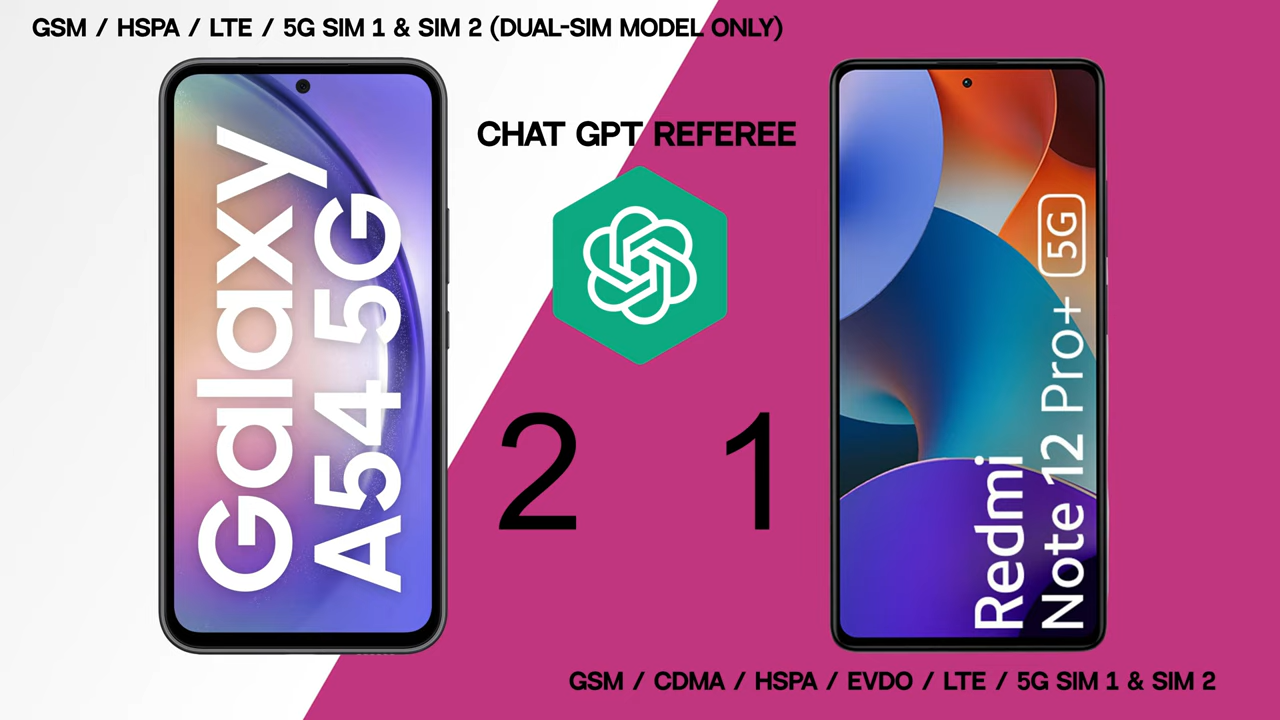 GSM / HSPA / LTE / 5G SIM 1 & SIM 2 (DUAL-SIM MODEL ONLY)
CHAT GPT REFEREE
Galaxy
A54 5G
2 1
Redmi
Note 12 Pro+ 5G
GSM / CDMA / HSPA / EVDO / LTE / 5G SIM 1 & SIM 2